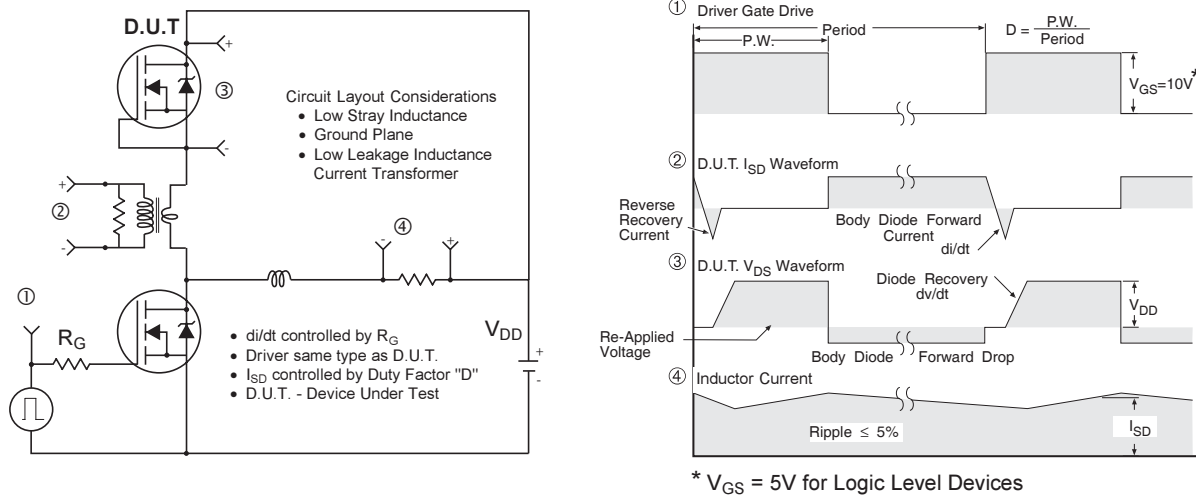 D.U.T
+
③
-
Circuit Layout Considerations
• Low Stray Inductance
• Ground Plane
• Low Leakage Inductance
Current Transformer
+
②
-
④
-
+
①
R_G
V_DD
+
-
• di/dt controlled by R_G
• Driver same type as D.U.T.
• I_SD controlled by Duty Factor "D"
• D.U.T. - Device Under Test
① Driver Gate Drive
P.W.
Period
D = P.W.
Period
V_GS=10V*
② D.U.T. I_SD Waveform
Reverse
Recovery
Current
Body Diode Forward
Current
di/dt
③ D.U.T. V_DS Waveform
Diode Recovery
dv/dt
V_DD
Re-Applied
Voltage
Body Diode Forward Drop
④ Inductor Current
Ripple ≤ 5%
I_SD
* V_GS = 5V for Logic Level Devices